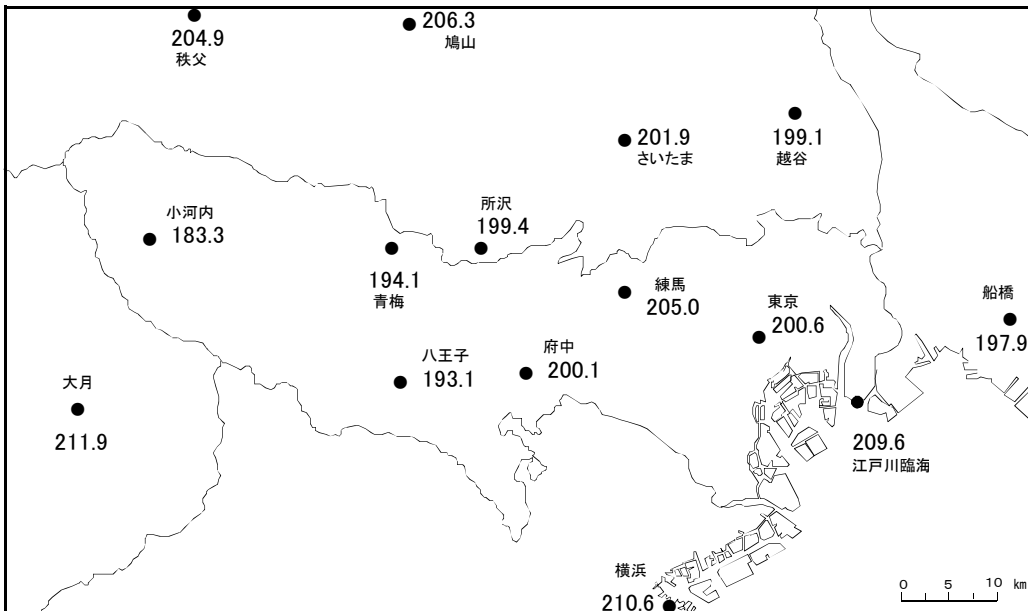 204.9
秩父
206.3
鳩山
201.9
さいたま
199.1
越谷
小河内
183.3
所沢
199.4
194.1
青梅
練馬
205.0
東京
200.6
船橋
197.9
大月
211.9
八王子
193.1
府中
200.1
209.6
江戸川臨海
横浜
210.6
0 5 10 km